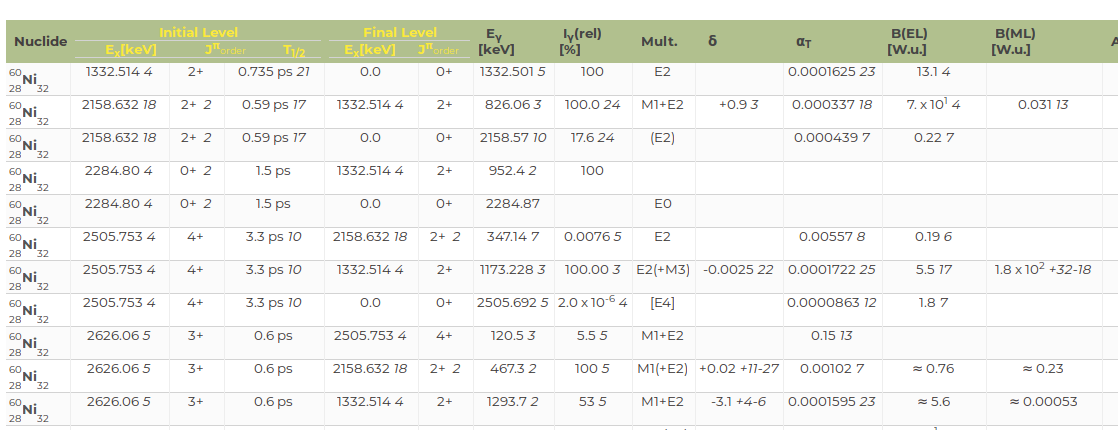 Nuclide Initial Level Final Level Eγ [keV] Iγ(rel) [%] Mult. δ αT B(EL) [W.u.] B(ML) [W.u.]
Ex[keV] Jπorder T1/2 Ex[keV] Jπorder
60 28 Ni 32 1332.514 4 2+ 0.735 ps 21 0.0 0+ 1332.501 5 100 E2 0.0001625 23 13.1 4
60 28 Ni 32 2158.632 18 2+ 2 0.59 ps 17 1332.514 4 2+ 826.06 3 100.0 24 M1+E2 +0.9 3 0.000337 18 7. x 10¹ 4 0.031 13
60 28 Ni 32 2158.632 18 2+ 2 0.59 ps 17 0.0 0+ 2158.57 10 17.6 24 (E2) 0.000439 7 0.22 7
60 28 Ni 32 2284.80 4 0+ 2 1.5 ps 1332.514 4 2+ 952.4 2 100
60 28 Ni 32 2284.80 4 0+ 2 1.5 ps 0.0 0+ 2284.87 E0
60 28 Ni 32 2505.753 4 4+ 3.3 ps 10 2158.632 18 2+ 2 347.14 7 0.0076 5 E2 0.00557 8 0.19 6
60 28 Ni 32 2505.753 4 4+ 3.3 ps 10 1332.514 4 2+ 1173.228 3 100.00 3 E2(+M3) -0.0025 22 0.0001722 25 5.5 17 1.8 x 10² +32-18
60 28 Ni 32 2505.753 4 4+ 3.3 ps 10 0.0 0+ 2505.692 5 2.0 x 10⁻⁶ 4 [E4] 0.0000863 12 1.8 7
60 28 Ni 32 2626.06 5 3+ 0.6 ps 2505.753 4 4+ 120.5 3 5.5 5 M1+E2 0.15 13
60 28 Ni 32 2626.06 5 3+ 0.6 ps 2158.632 18 2+ 2 467.3 2 100 5 M1(+E2) +0.02 +11-27 0.00102 7 ≈ 0.76 ≈ 0.23
60 28 Ni 32 2626.06 5 3+ 0.6 ps 1332.514 4 2+ 1293.7 2 53 5 M1+E2 -3.1 +4-6 0.0001595 23 ≈ 5.6 ≈ 0.00053